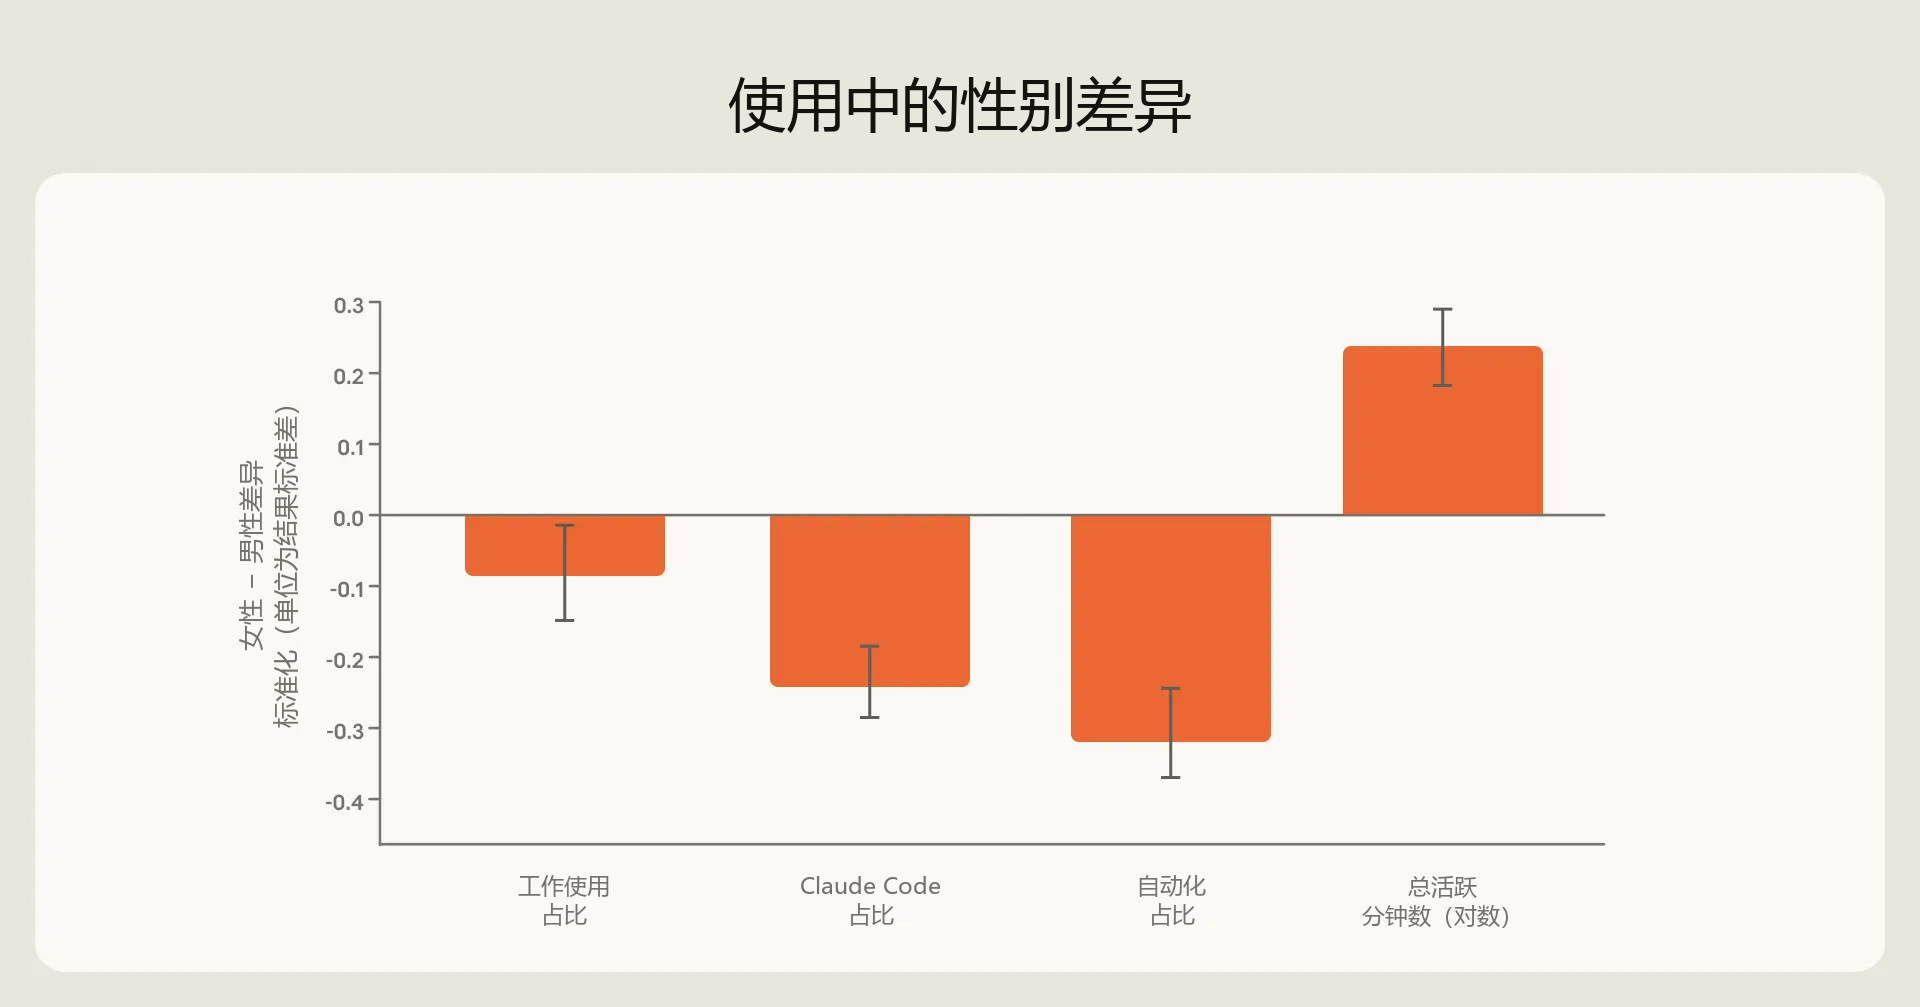 使用中的性别差异
女性 – 男性差异
标准化（单位为结果标准差）
0.3
0.2
0.1
0.0
-0.1
-0.2
-0.3
-0.4
工作使用
占比
Claude Code
占比
自动化
占比
总活跃
分钟数（对数）